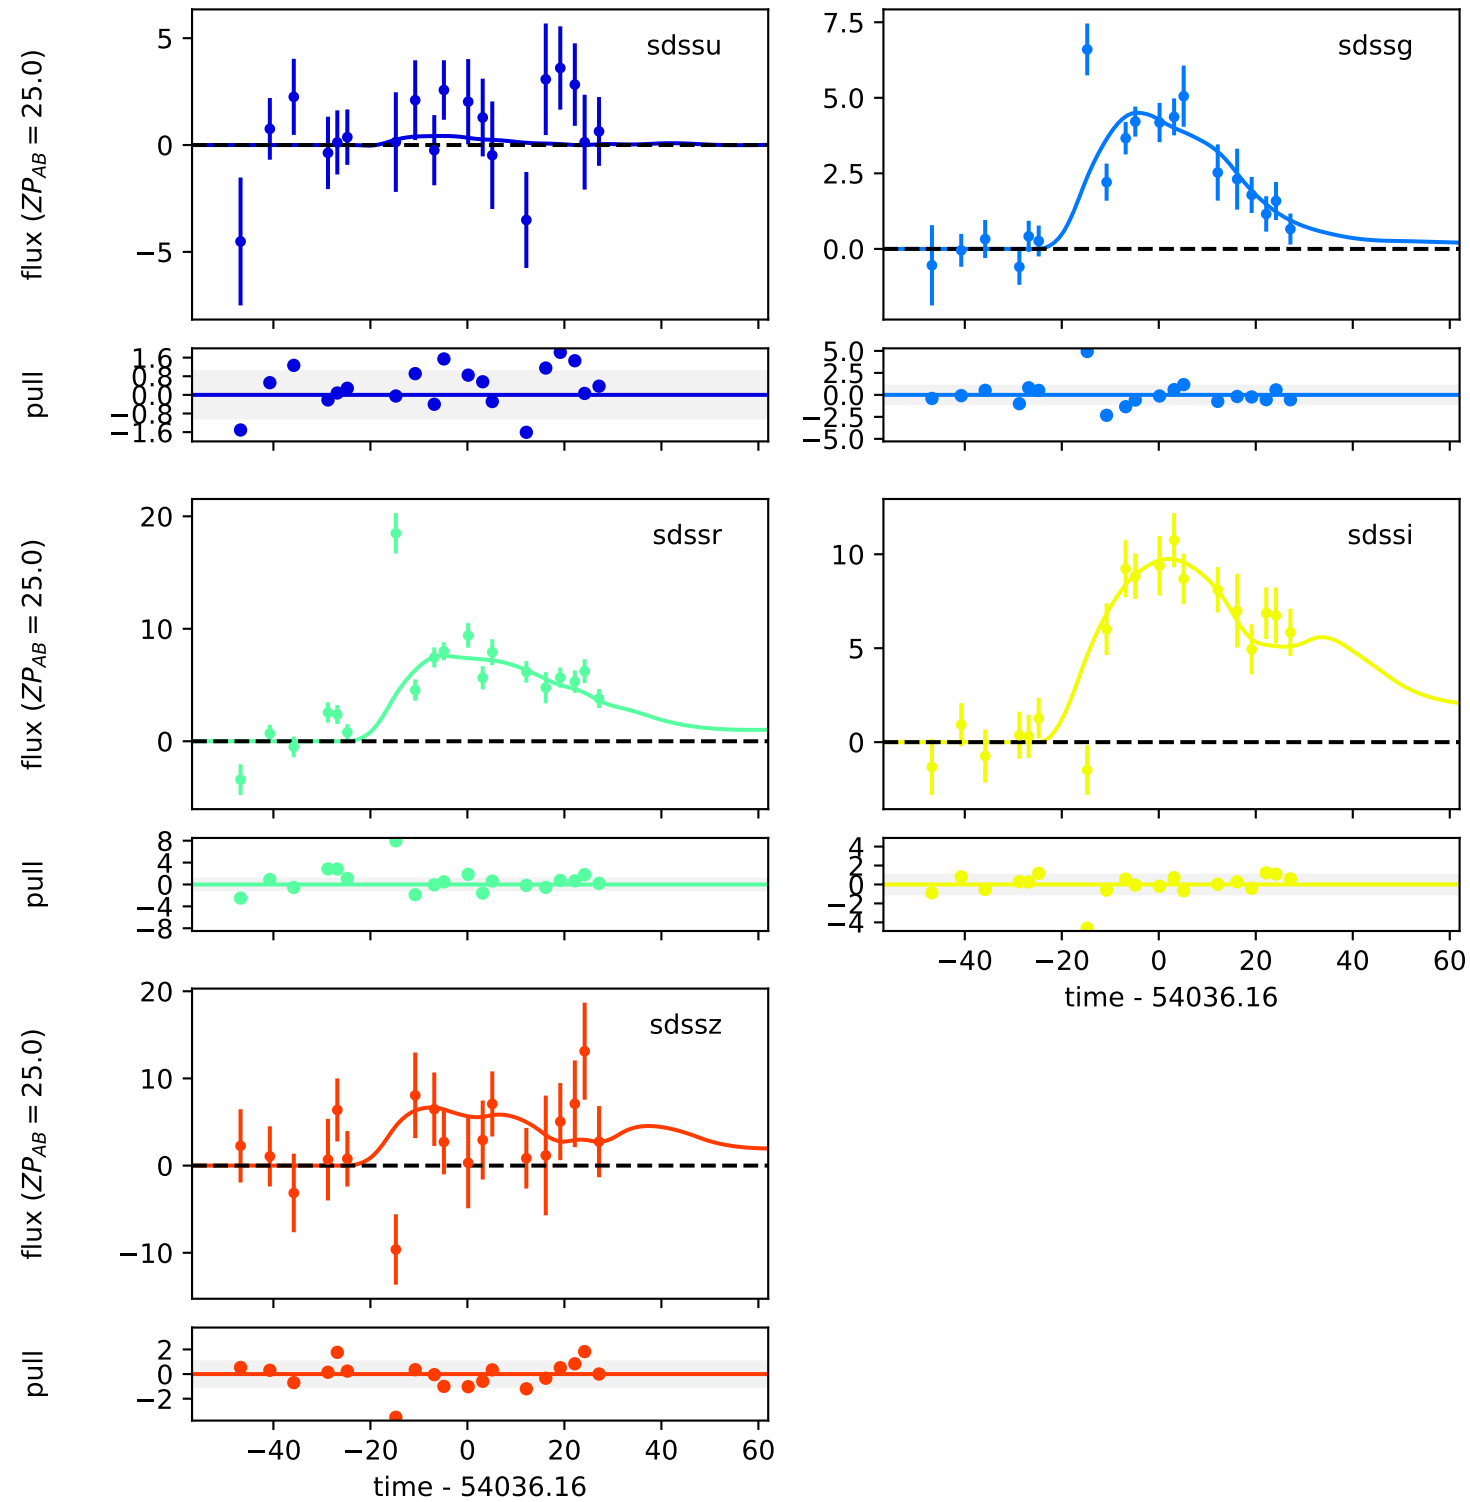 sdssu
flux (ZP_AB = 25.0)
5
0
−5
sdssg
7.5
5.0
2.5
0.0
pull
1.6
0.8
0.0
−0.8
−1.6
5.0
2.5
0.0
−2.5
−5.0
sdssr
flux (ZP_AB = 25.0)
20
10
0
sdssi
10
5
0
pull
8
4
0
−4
−8
4
2
0
−2
−4
−40 −20 0 20 40 60
time - 54036.16
sdssz
flux (ZP_AB = 25.0)
20
10
0
−10
pull
2
0
−2
−40 −20 0 20 40 60
time - 54036.16